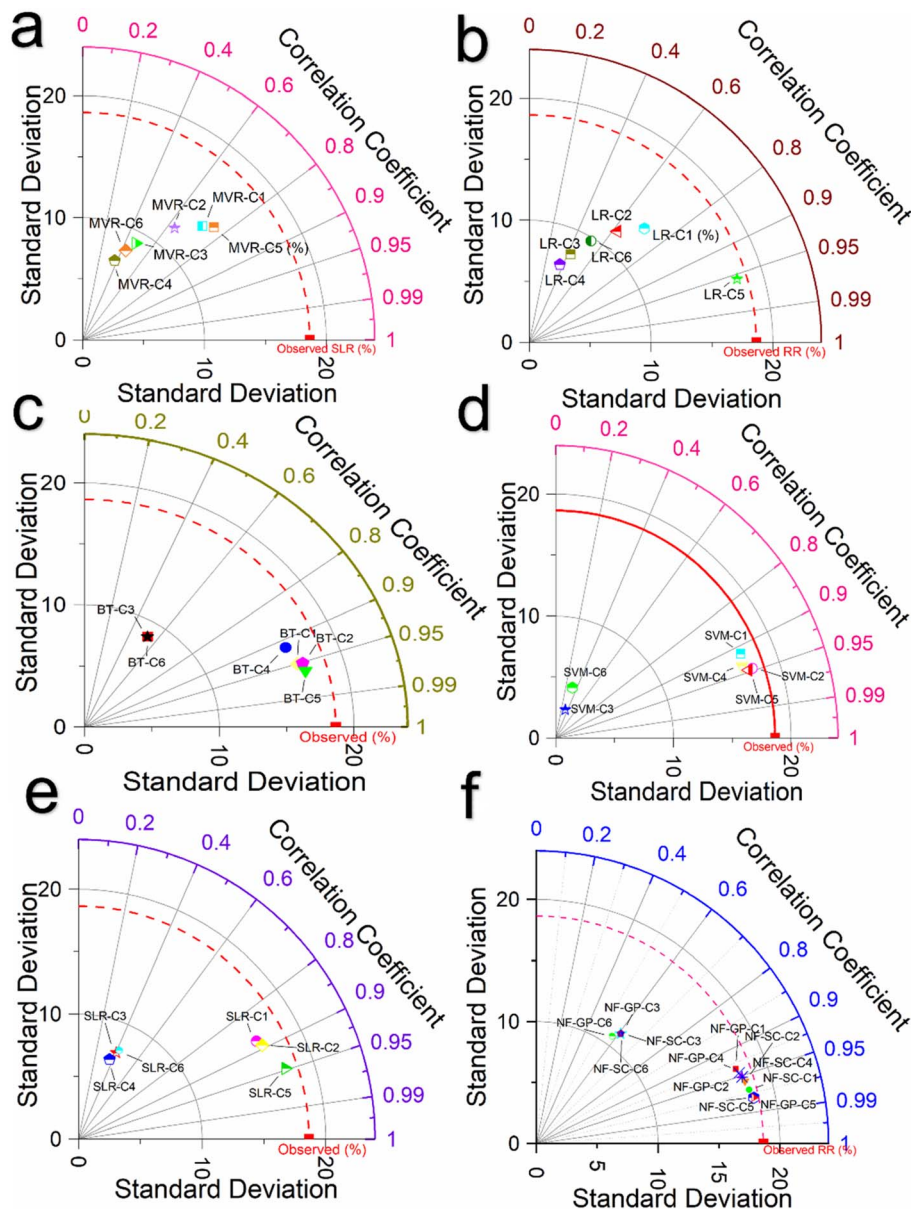 a
0
0.2
0.4
0.6
0.8
0.9
0.95
0.99
1
Correlation Coefficient
Standard Deviation
20
10
0
MVR-C2
MVR-C1
MVR-C6
MVR-C5 (%)
MVR-C3
MVR-C4
Observed SLR (%)
0
10
20
Standard Deviation
b
0
0.2
0.4
0.6
0.8
0.9
0.95
0.99
1
Correlation Coefficient
Standard Deviation
20
10
0
LR-C2
LR-C1 (%)
LR-C3
LR-C6
LR-C4
LR-C5
Observed RR (%)
0
10
20
Standard Deviation
c
0
0.2
0.4
0.6
0.8
0.9
0.95
0.99
1
Correlation Coefficient
Standard Deviation
20
10
0
BT-C3
BT-C6
BT-C1
BT-C2
BT-C4
BT-C5
Observed (%)
0
10
20
Standard Deviation
d
0
0.2
0.4
0.6
0.8
0.9
0.95
0.99
1
Correlation Coefficient
Standard Deviation
20
10
0
SVM-C1
SVM-C6
SVM-C4
SVM-C2
SVM-C5
SVM-C3
Observed (%)
0
10
20
Standard Deviation
e
0
0.2
0.4
0.6
0.8
0.9
0.95
0.99
1
Correlation Coefficient
Standard Deviation
20
10
0
SLR-C3
SLR-C1
SLR-C2
SLR-C6
SLR-C4
SLR-C5
Observed (%)
0
10
20
Standard Deviation
f
0
0.2
0.4
0.6
0.8
0.9
0.95
0.99
1
Correlation Coefficient
Standard Deviation
20
10
0
NF-GP-C3
NF-GP-C6
NF-GP-C1
NF-SC-C2
NF-SC-C3
NF-GP-C4
NF-SC-C4
NF-SC-C6
NF-SC-C1
NF-GP-C2
NF-SC-C5
NF-GP-C5
Observed RR (%)
0
5
10
15
20
Standard Deviation